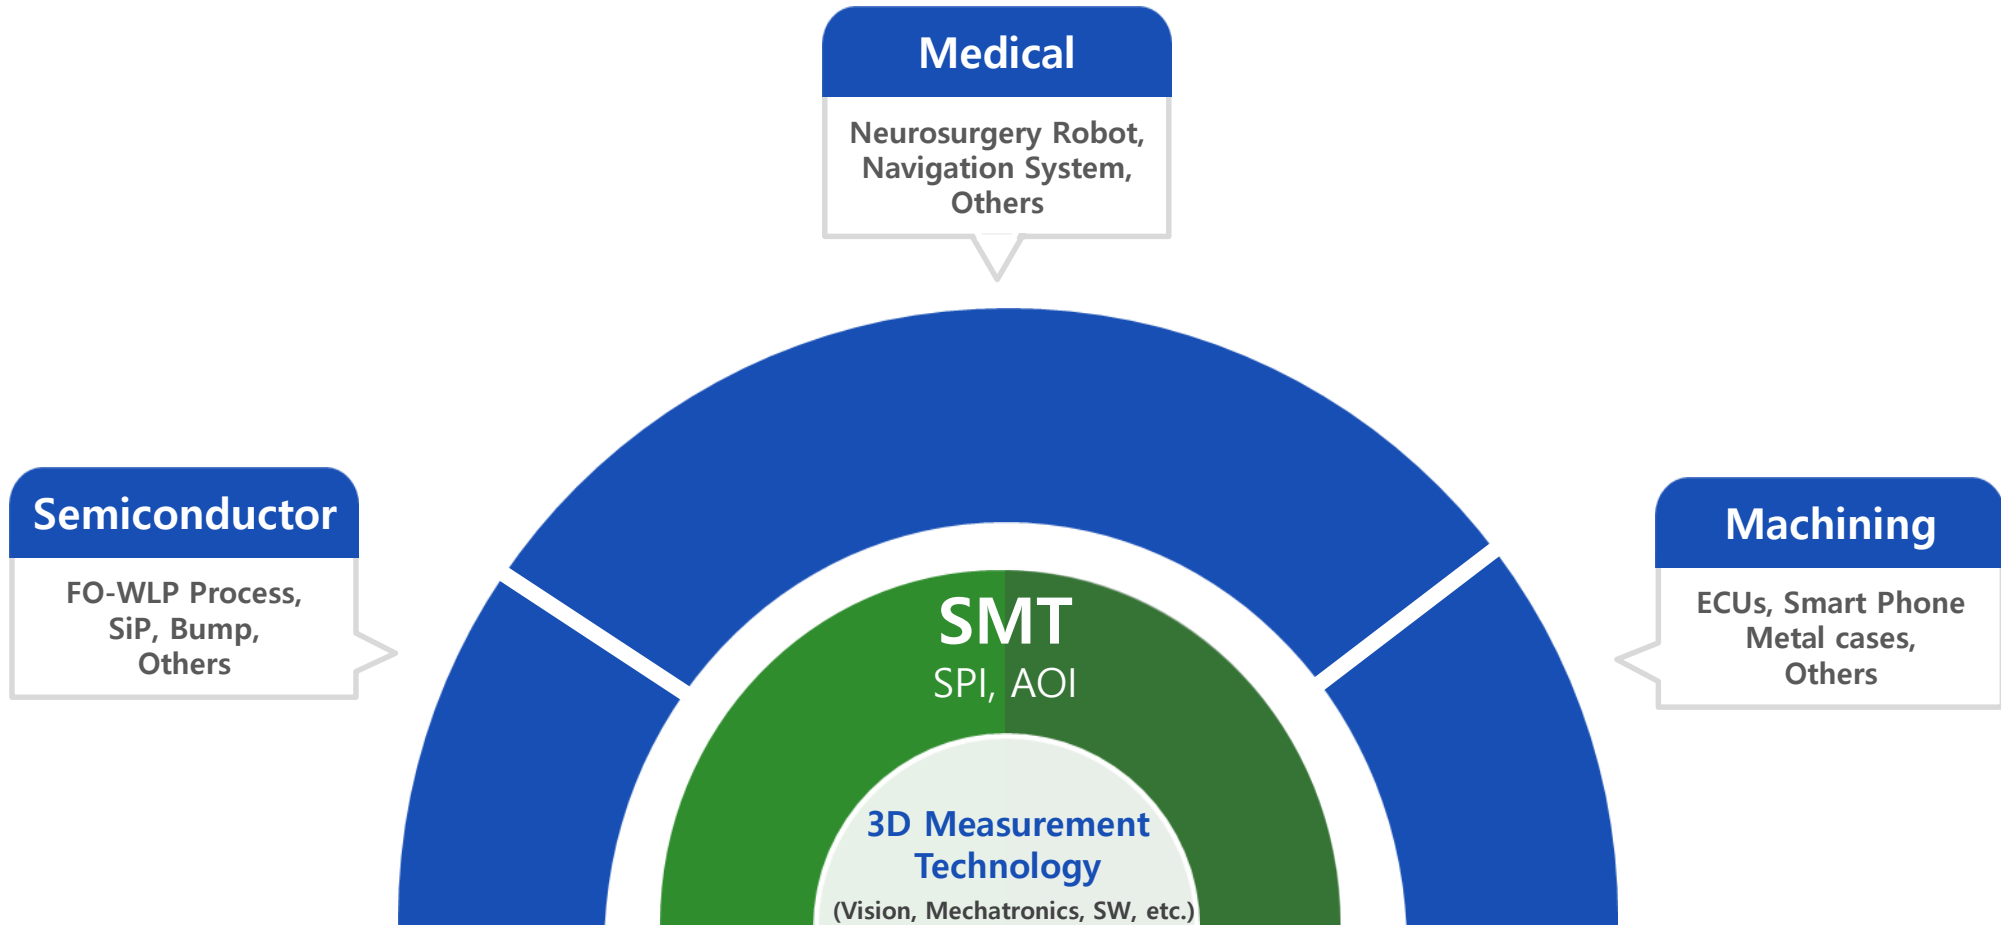 Medical
Neurosurgery Robot,
Navigation System,
Others
Semiconductor
FO-WLP Process,
SiP, Bump,
Others
Machining
ECUs, Smart Phone
Metal cases,
Others
SMT
SPI, AOI
3D Measurement
Technology
(Vision, Mechatronics, SW, etc.)